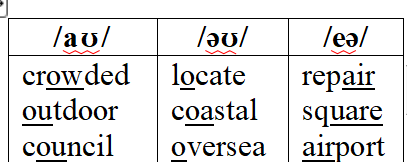 /aʊ/ /əʊ/ /eə/
crowded locate repair
outdoor coastal square
council oversea airport